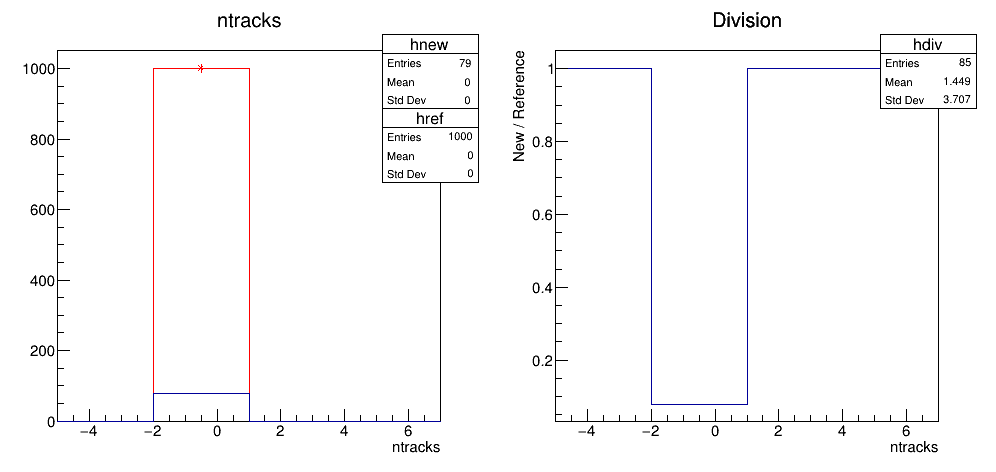 ntracks
hnew
Entries 79
Mean 0
Std Dev 0
href
Entries 1000
Mean 0
Std Dev 0
1000
800
600
400
200
0
−4 −2 0 2 4 6
ntracks
Division
hdiv
Entries 85
Mean 1.449
Std Dev 3.707
New / Reference
1
0.8
0.6
0.4
0.2
−4 −2 0 2 4 6
ntracks